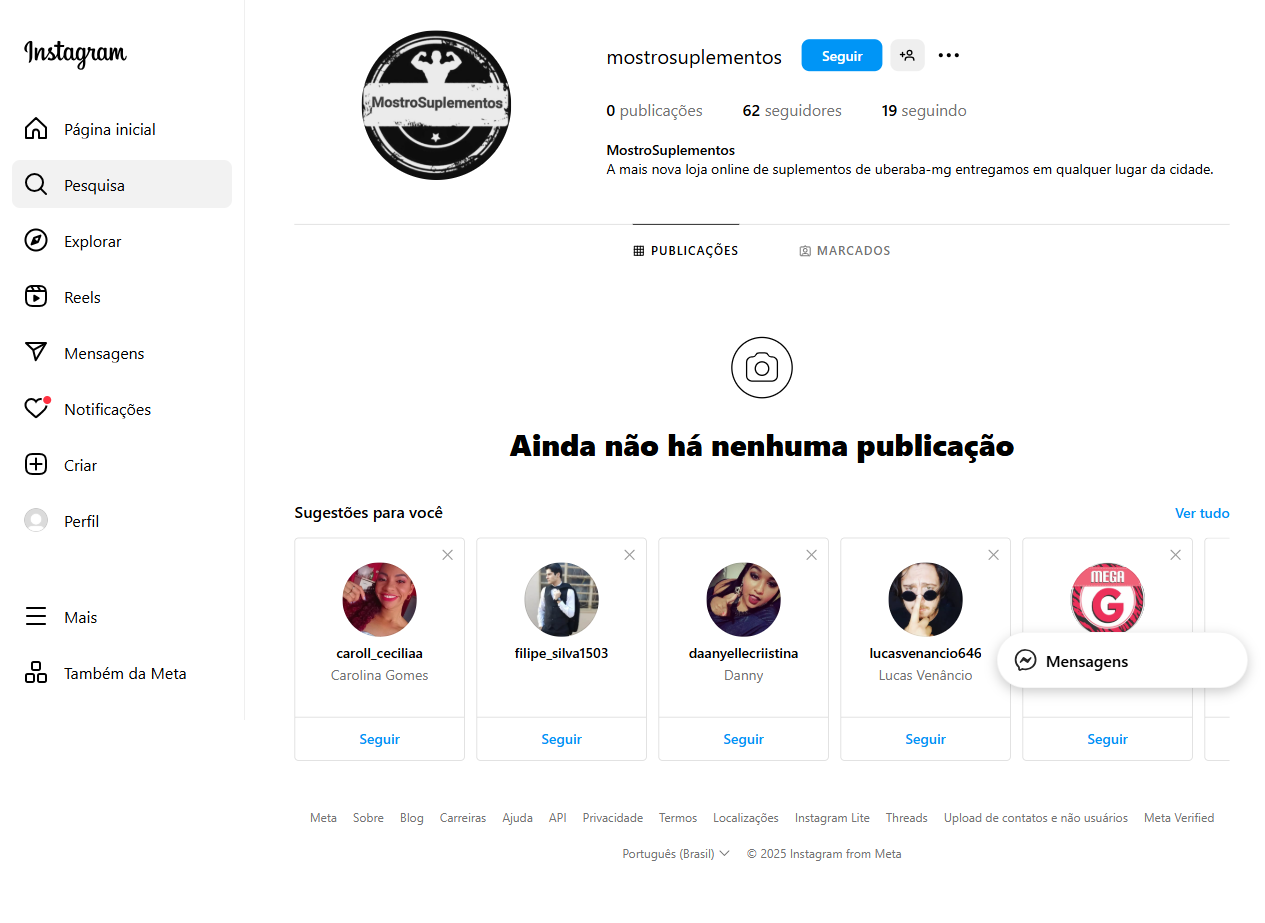 Instagram
Página inicial
Pesquisa
Explorar
Reels
Mensagens
Notificações
Criar
Perfil
Mais
Também da Meta
MostroSuplementos
mostrosuplementos
Seguir
0 publicações 62 seguidores 19 seguindo
MostroSuplementos
A mais nova loja online de suplementos de uberaba-mg entregamos em qualquer lugar da cidade.
PUBLICAÇÕES MARCADOS
Ainda não há nenhuma publicação
Sugestões para você Ver tudo
caroll_ceciliaa
Carolina Gomes
Seguir
filipe_silva1503
Seguir
daanyellecriistina
Danny
Seguir
lucasvenancio646
Lucas Venâncio
Seguir
MEGA
G
Seguir
Mensagens
Meta Sobre Blog Carreiras Ajuda API Privacidade Termos Localizações Instagram Lite Threads Upload de contatos e não usuários Meta Verified
Português (Brasil) © 2025 Instagram from Meta